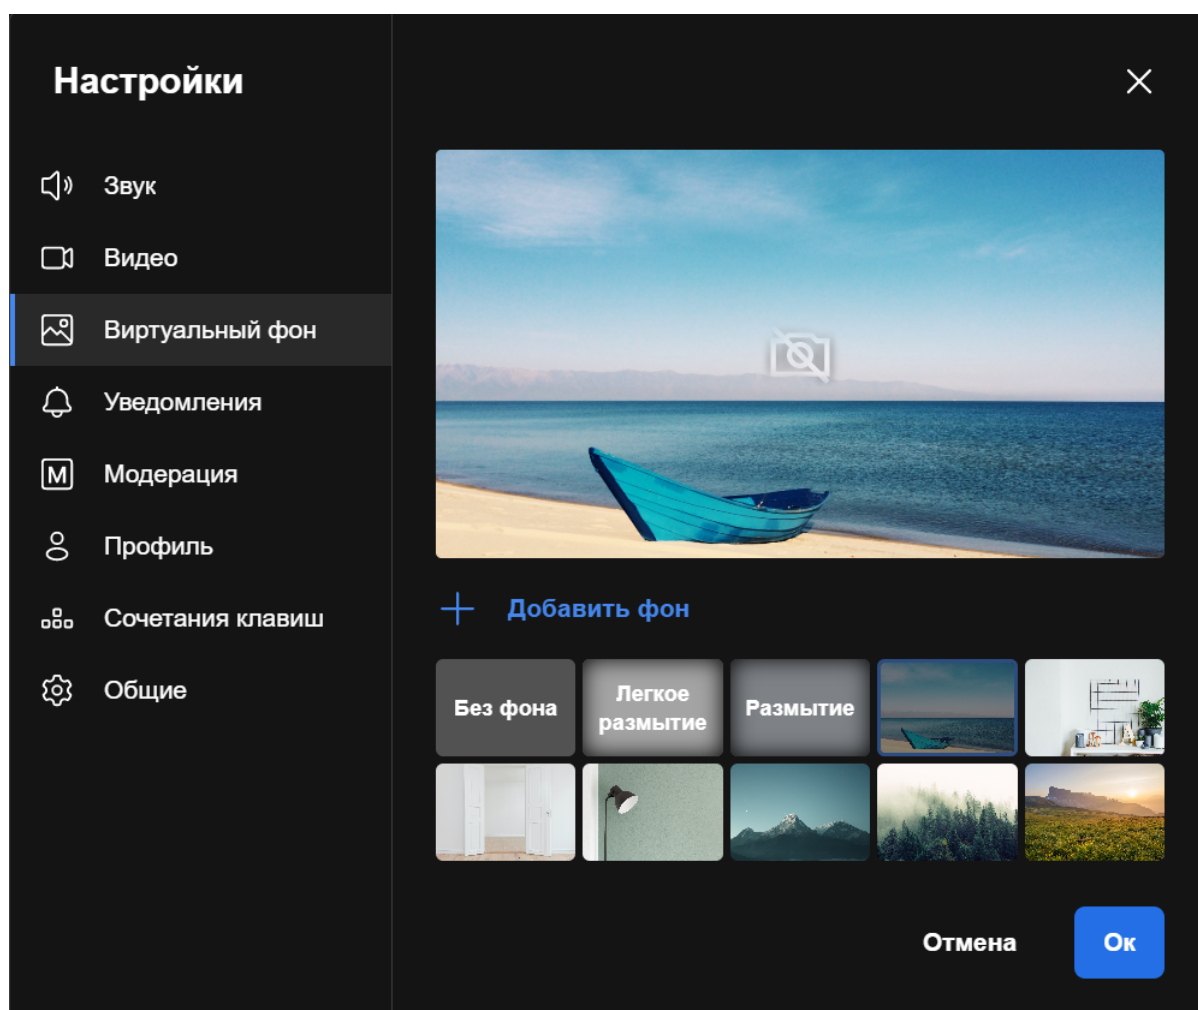 Настройки
Звук
Видео
Виртуальный фон
Уведомления
M Модерация
Профиль
Сочетания клавиш
Общие
Добавить фон
Без фона
Легкое
размытие
Размытие
Отмена
Ок